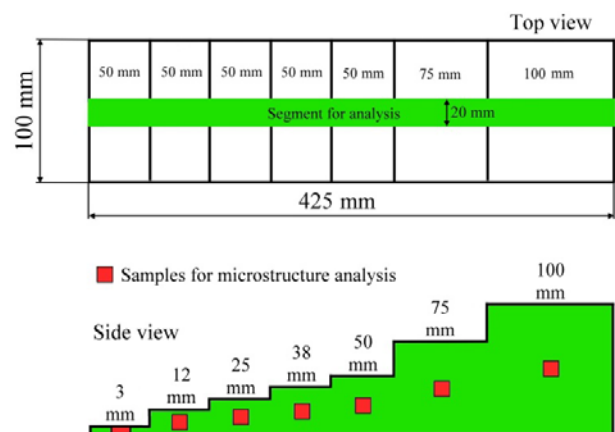 Top view
50 mm 50 mm 50 mm 50 mm 50 mm 75 mm 100 mm
100 mm
Segment for analysis
20 mm
425 mm
Samples for microstructure analysis
Side view
3 mm
12 mm
25 mm
38 mm
50 mm
75 mm
100 mm